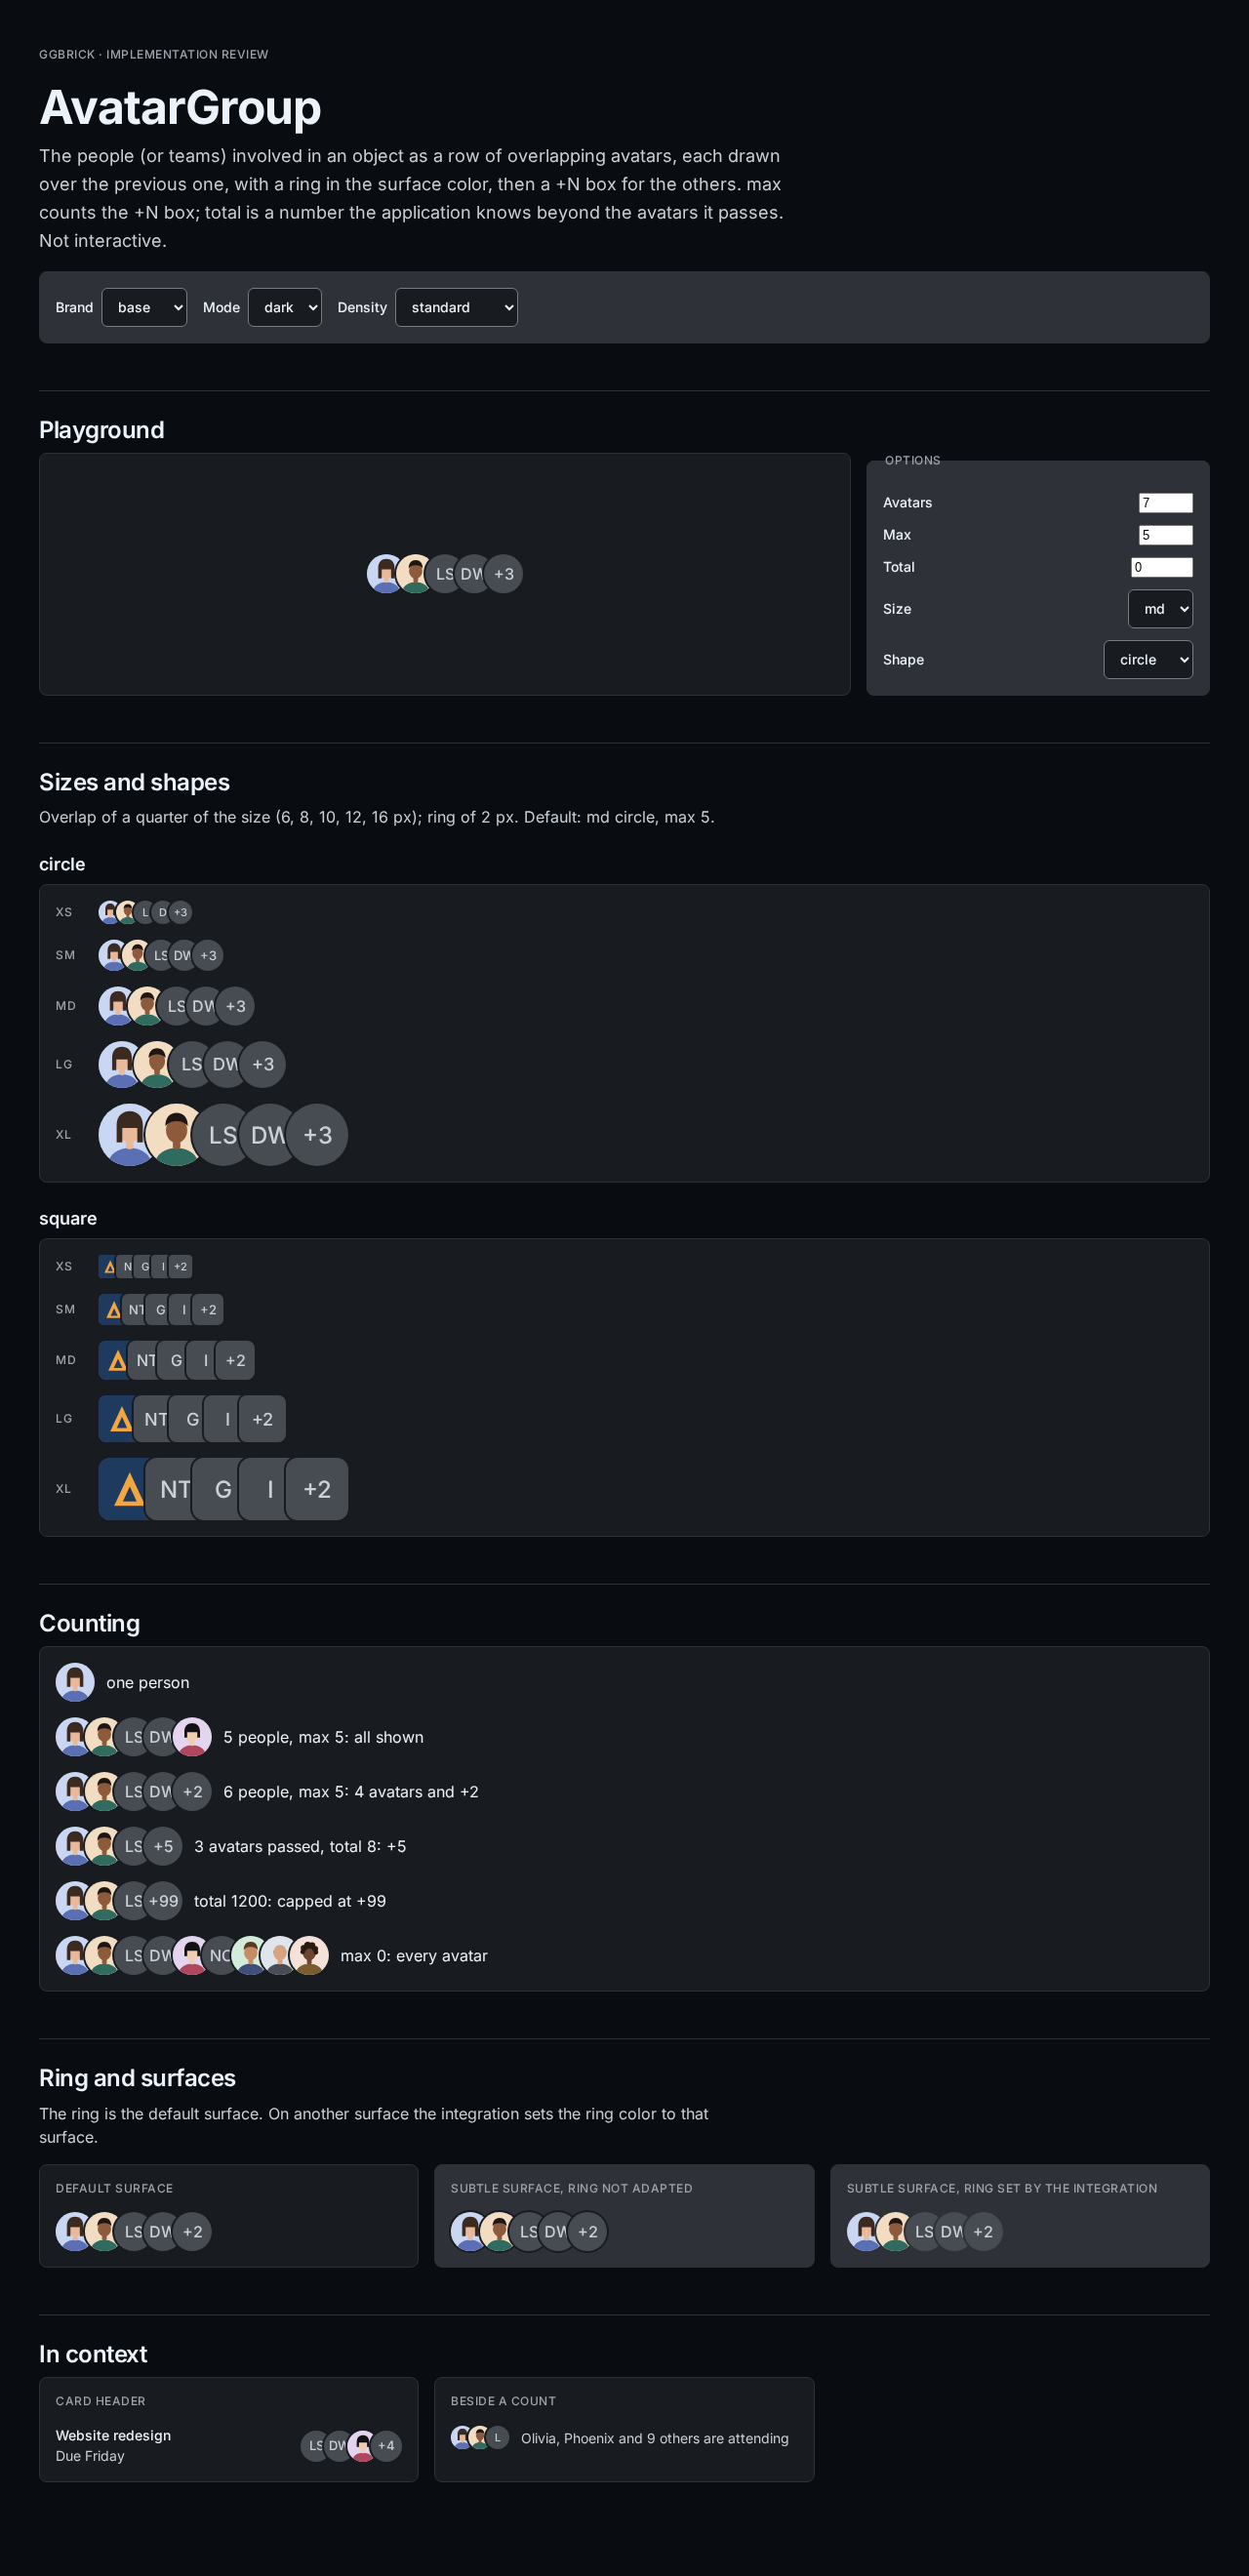 GGBRICK · IMPLEMENTATION REVIEW
AvatarGroup
The people (or teams) involved in an object as a row of overlapping avatars, each drawn
over the previous one, with a ring in the surface color, then a +N box for the others. max
counts the +N box; total is a number the application knows beyond the avatars it passes.
Not interactive.
Brand base Mode dark Density standard
Playground
LS DW +3
OPTIONS
Avatars 7
Max 5
Total 0
Size md
Shape circle
Sizes and shapes
Overlap of a quarter of the size (6, 8, 10, 12, 16 px); ring of 2 px. Default: md circle, max 5.
circle
XS L D +3
SM LS DW +3
MD LS DW +3
LG LS DW +3
XL LS DW +3
square
XS N G I +2
SM NT G I +2
MD NT G I +2
LG NT G I +2
XL NT G I +2
Counting
one person
LS DW 5 people, max 5: all shown
LS DW +2 6 people, max 5: 4 avatars and +2
LS +5 3 avatars passed, total 8: +5
LS +99 total 1200: capped at +99
LS DW NO max 0: every avatar
Ring and surfaces
The ring is the default surface. On another surface the integration sets the ring color to that
surface.
DEFAULT SURFACE
LS DW +2
SUBTLE SURFACE, RING NOT ADAPTED
LS DW +2
SUBTLE SURFACE, RING SET BY THE INTEGRATION
LS DW +2
In context
CARD HEADER
Website redesign
Due Friday
LS DW +4
BESIDE A COUNT
L Olivia, Phoenix and 9 others are attending